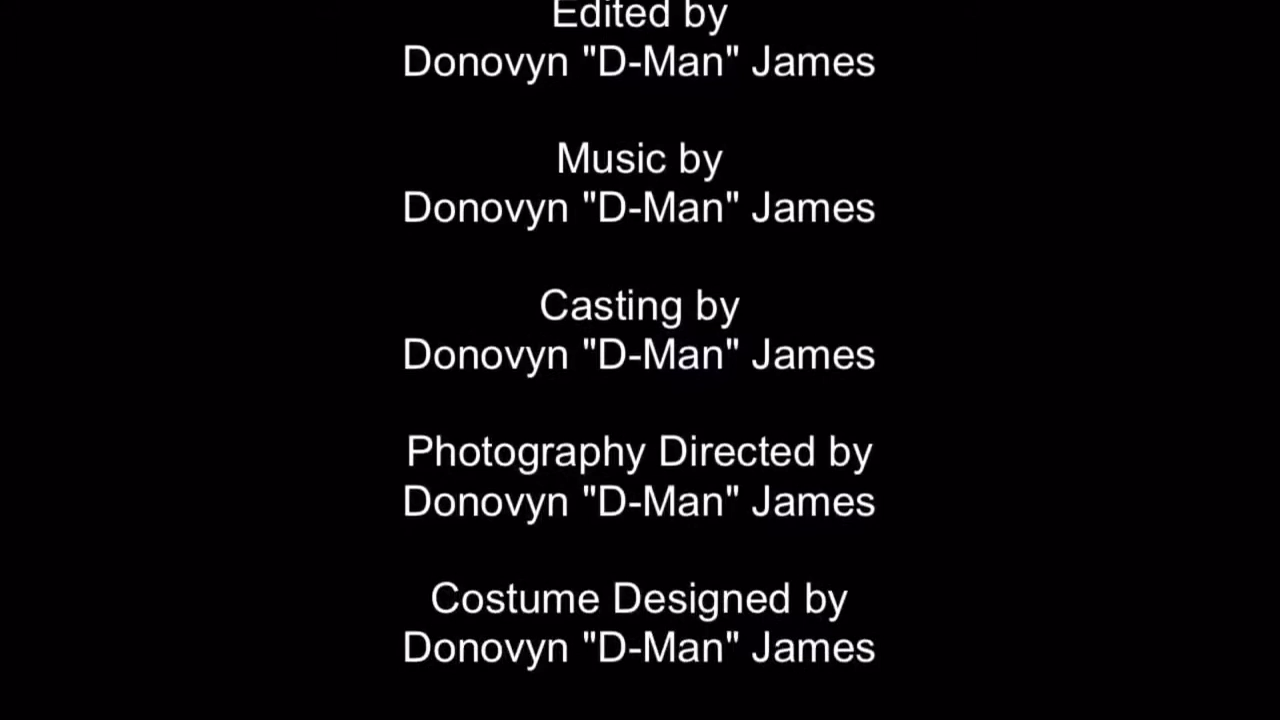 Edited by
Donovyn "D-Man" James
Music by
Donovyn "D-Man" James
Casting by
Donovyn "D-Man" James
Photography Directed by
Donovyn "D-Man" James
Costume Designed by
Donovyn "D-Man" James